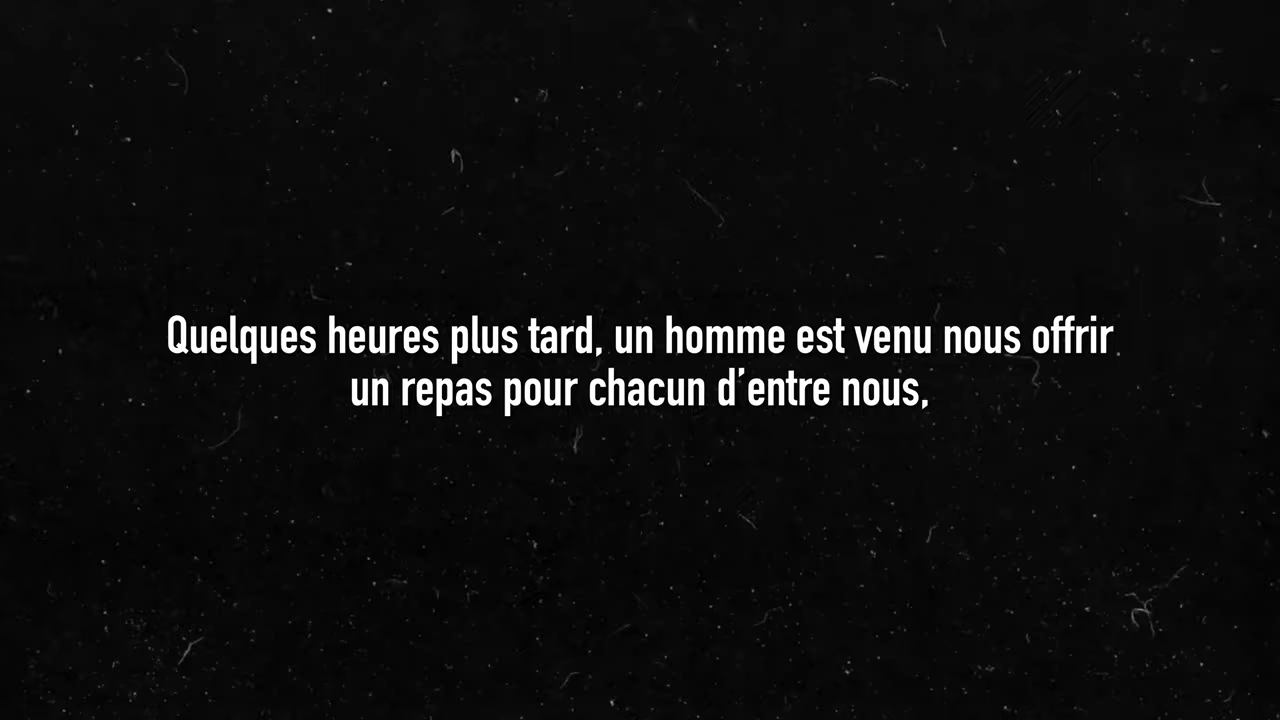 Quelques heures plus tard, un homme est venu nous offrir
un repas pour chacun d’entre nous,